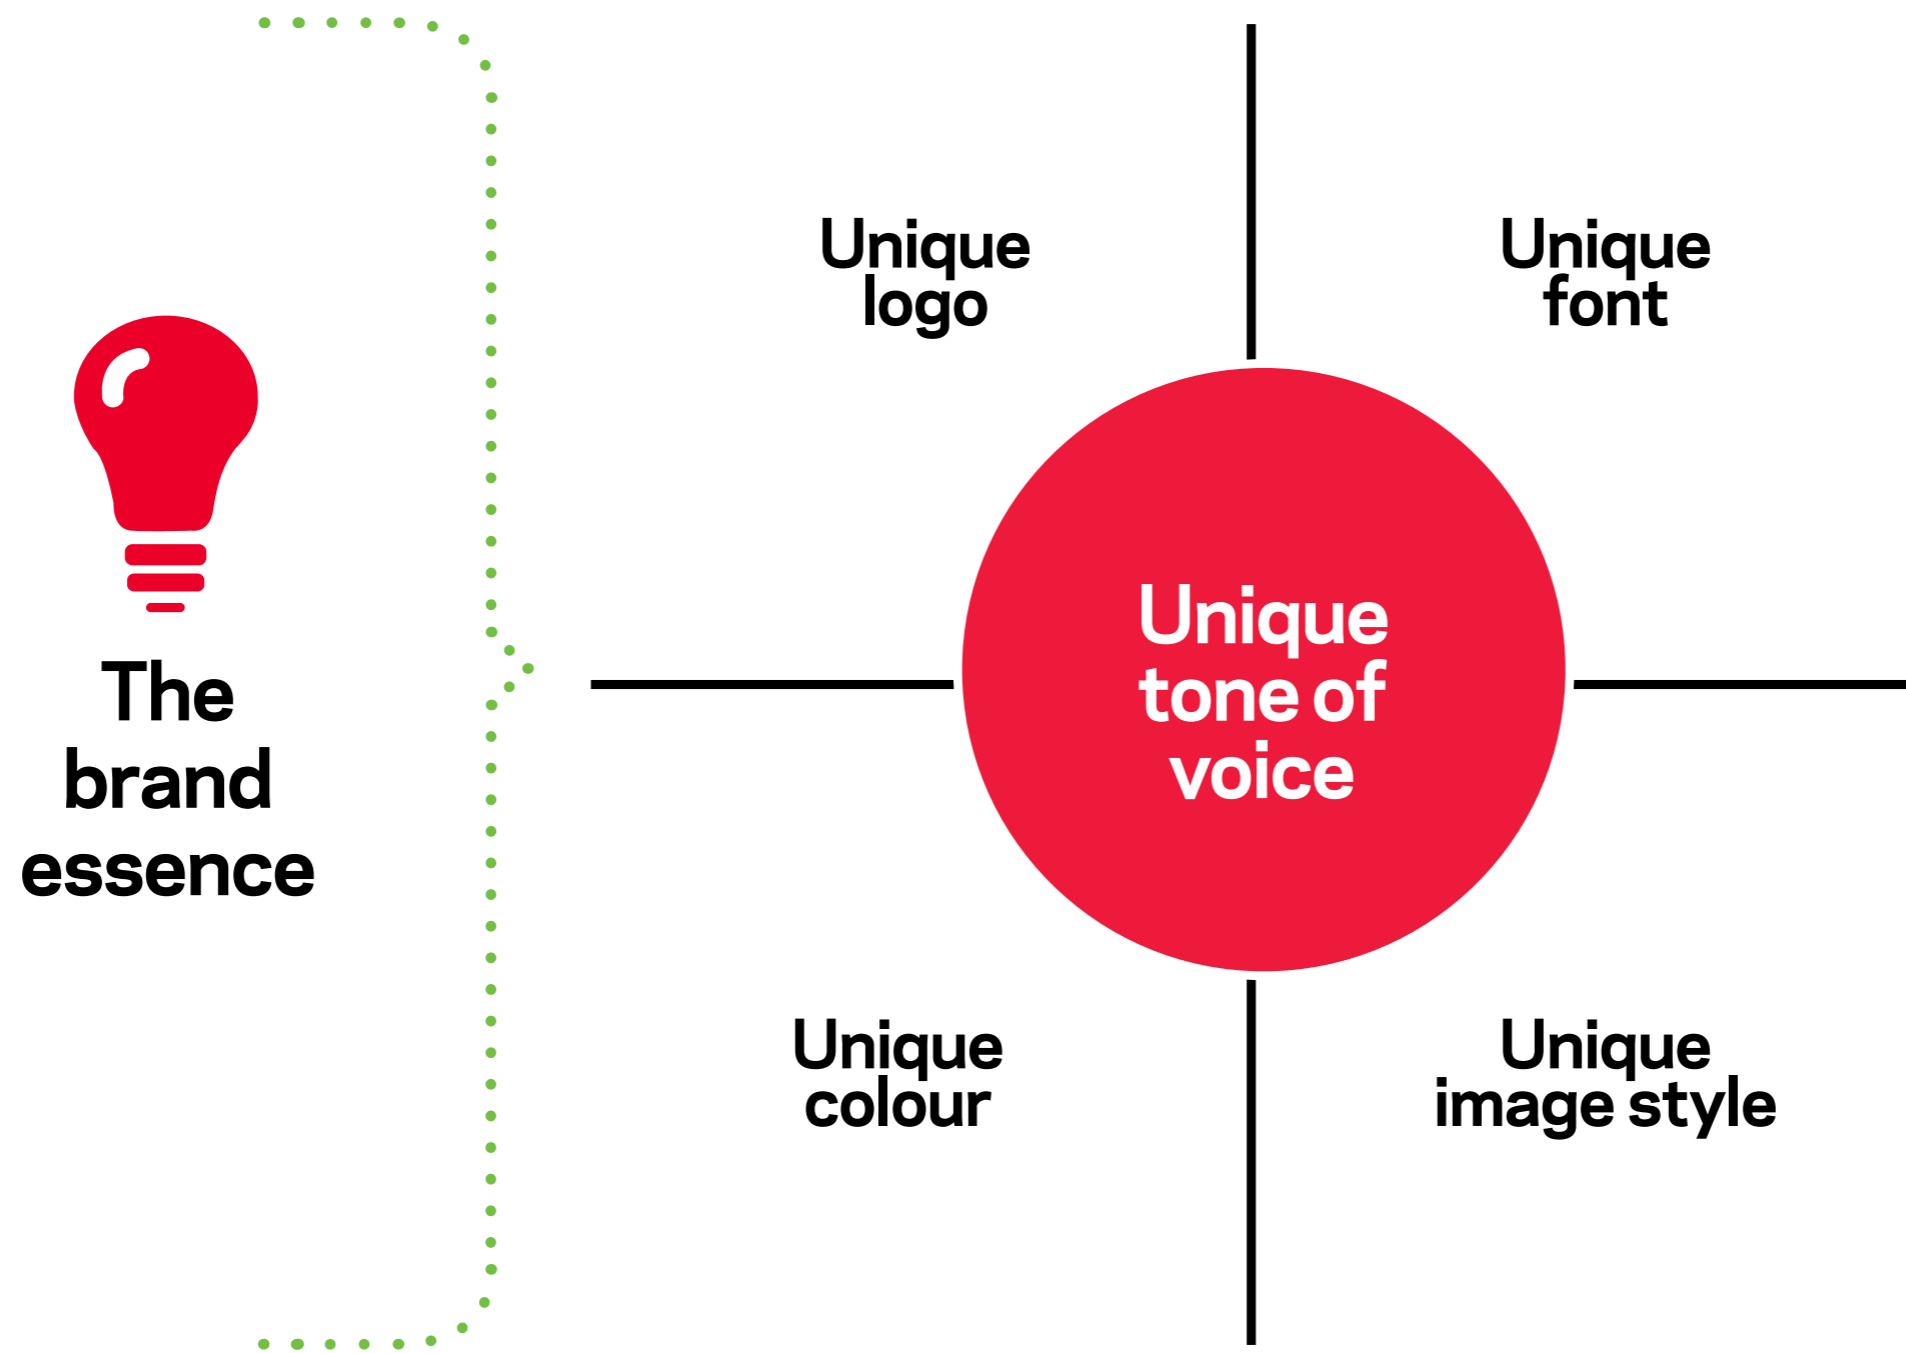 The
brand
essence
Unique
logo
Unique
font
Unique
tone of
voice
Unique
colour
Unique
image style